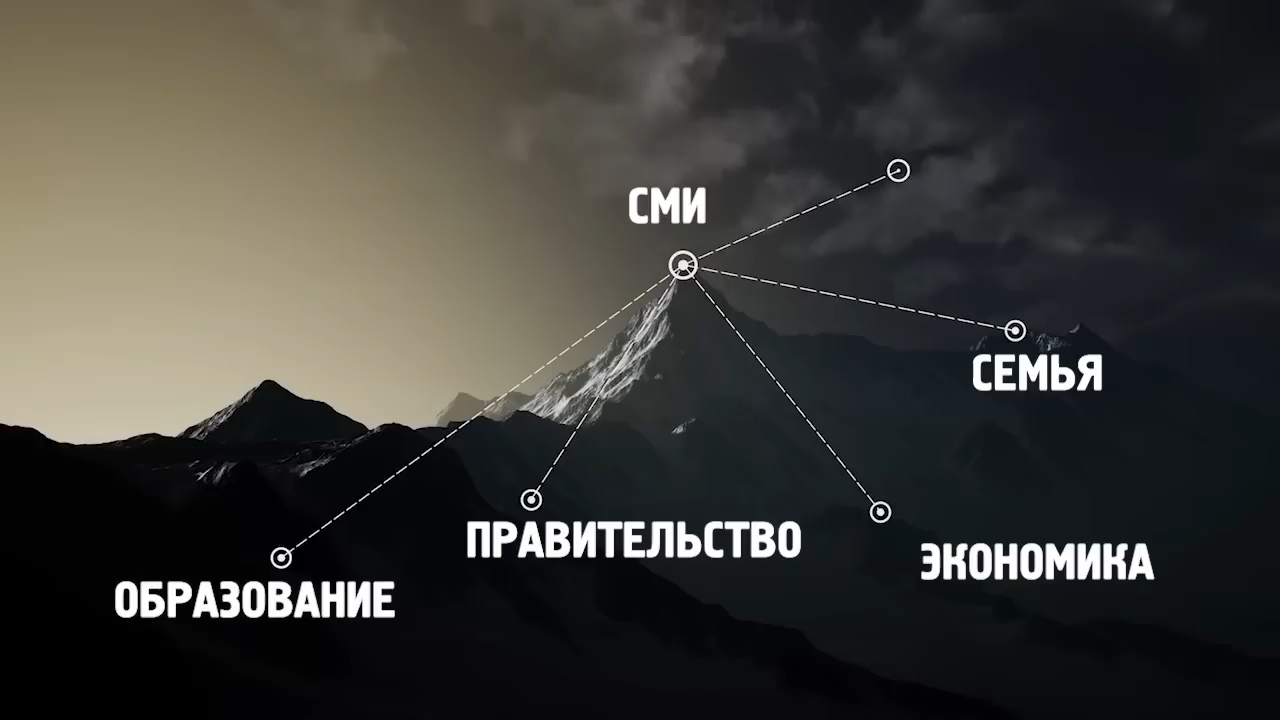 СМИ
СЕМЬЯ
ПРАВИТЕЛЬСТВО
ЭКОНОМИКА
ОБРАЗОВАНИЕ